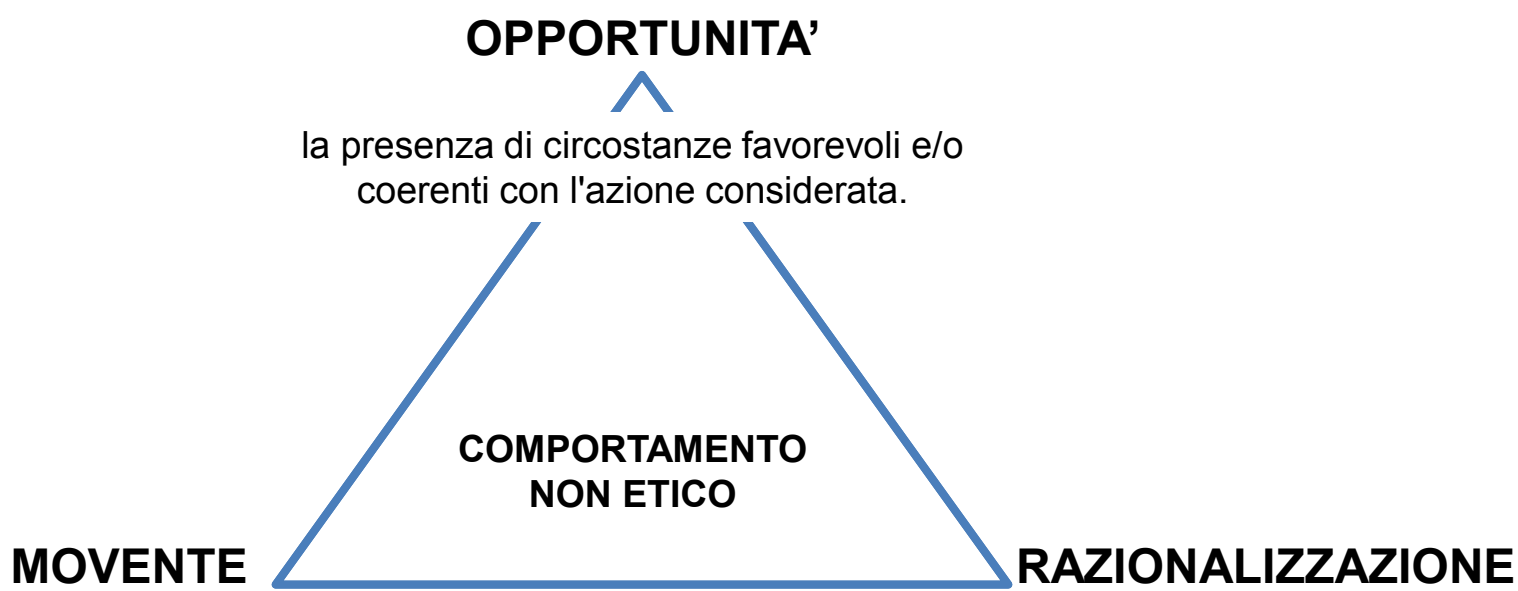 OPPORTUNITA’
la presenza di circostanze favorevoli e/o
coerenti con l'azione considerata.
COMPORTAMENTO
NON ETICO
MOVENTE
RAZIONALIZZAZIONE